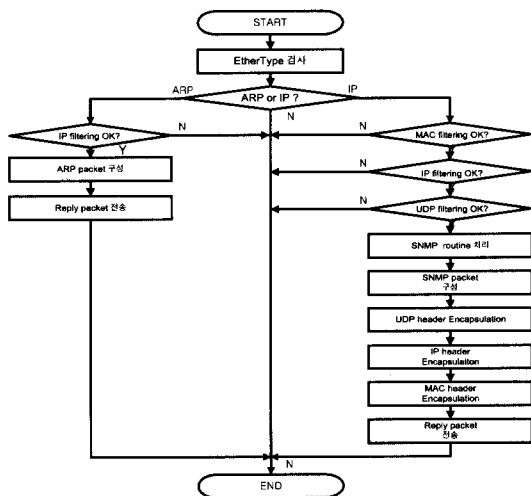 START
EtherType 검사
ARP
ARP or IP ?
IP
N
IP filtering OK?
N
Y
ARP packet 구성
Reply packet 전송
N
MAC filtering OK?
N
IP filtering OK?
N
UDP filtering OK?
SNMP routine 처리
SNMP packet
구성
UDP header Encapsulation
IP header
Encapsulaiton
MAC header
Encapsulation
Reply packet
전송
N
END